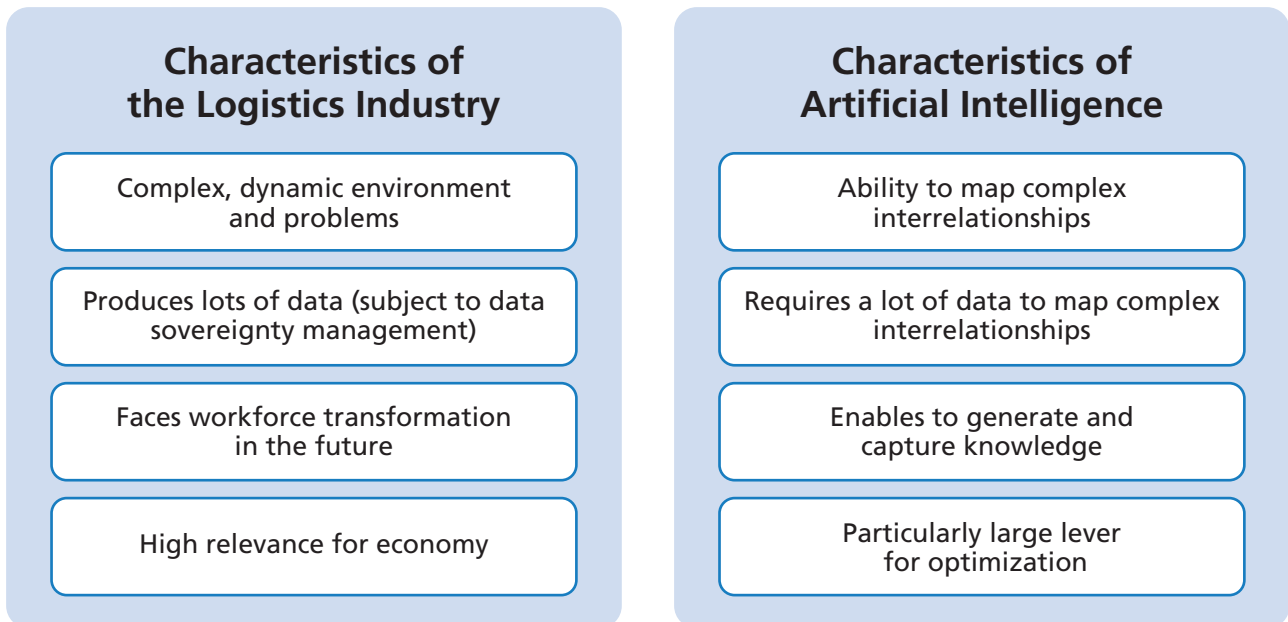 Characteristics of
the Logistics Industry
Complex, dynamic environment
and problems
Produces lots of data (subject to data
sovereignty management)
Faces workforce transformation
in the future
High relevance for economy
Characteristics of
Artificial Intelligence
Ability to map complex
interrelationships
Requires a lot of data to map complex
interrelationships
Enables to generate and
capture knowledge
Particularly large lever
for optimization